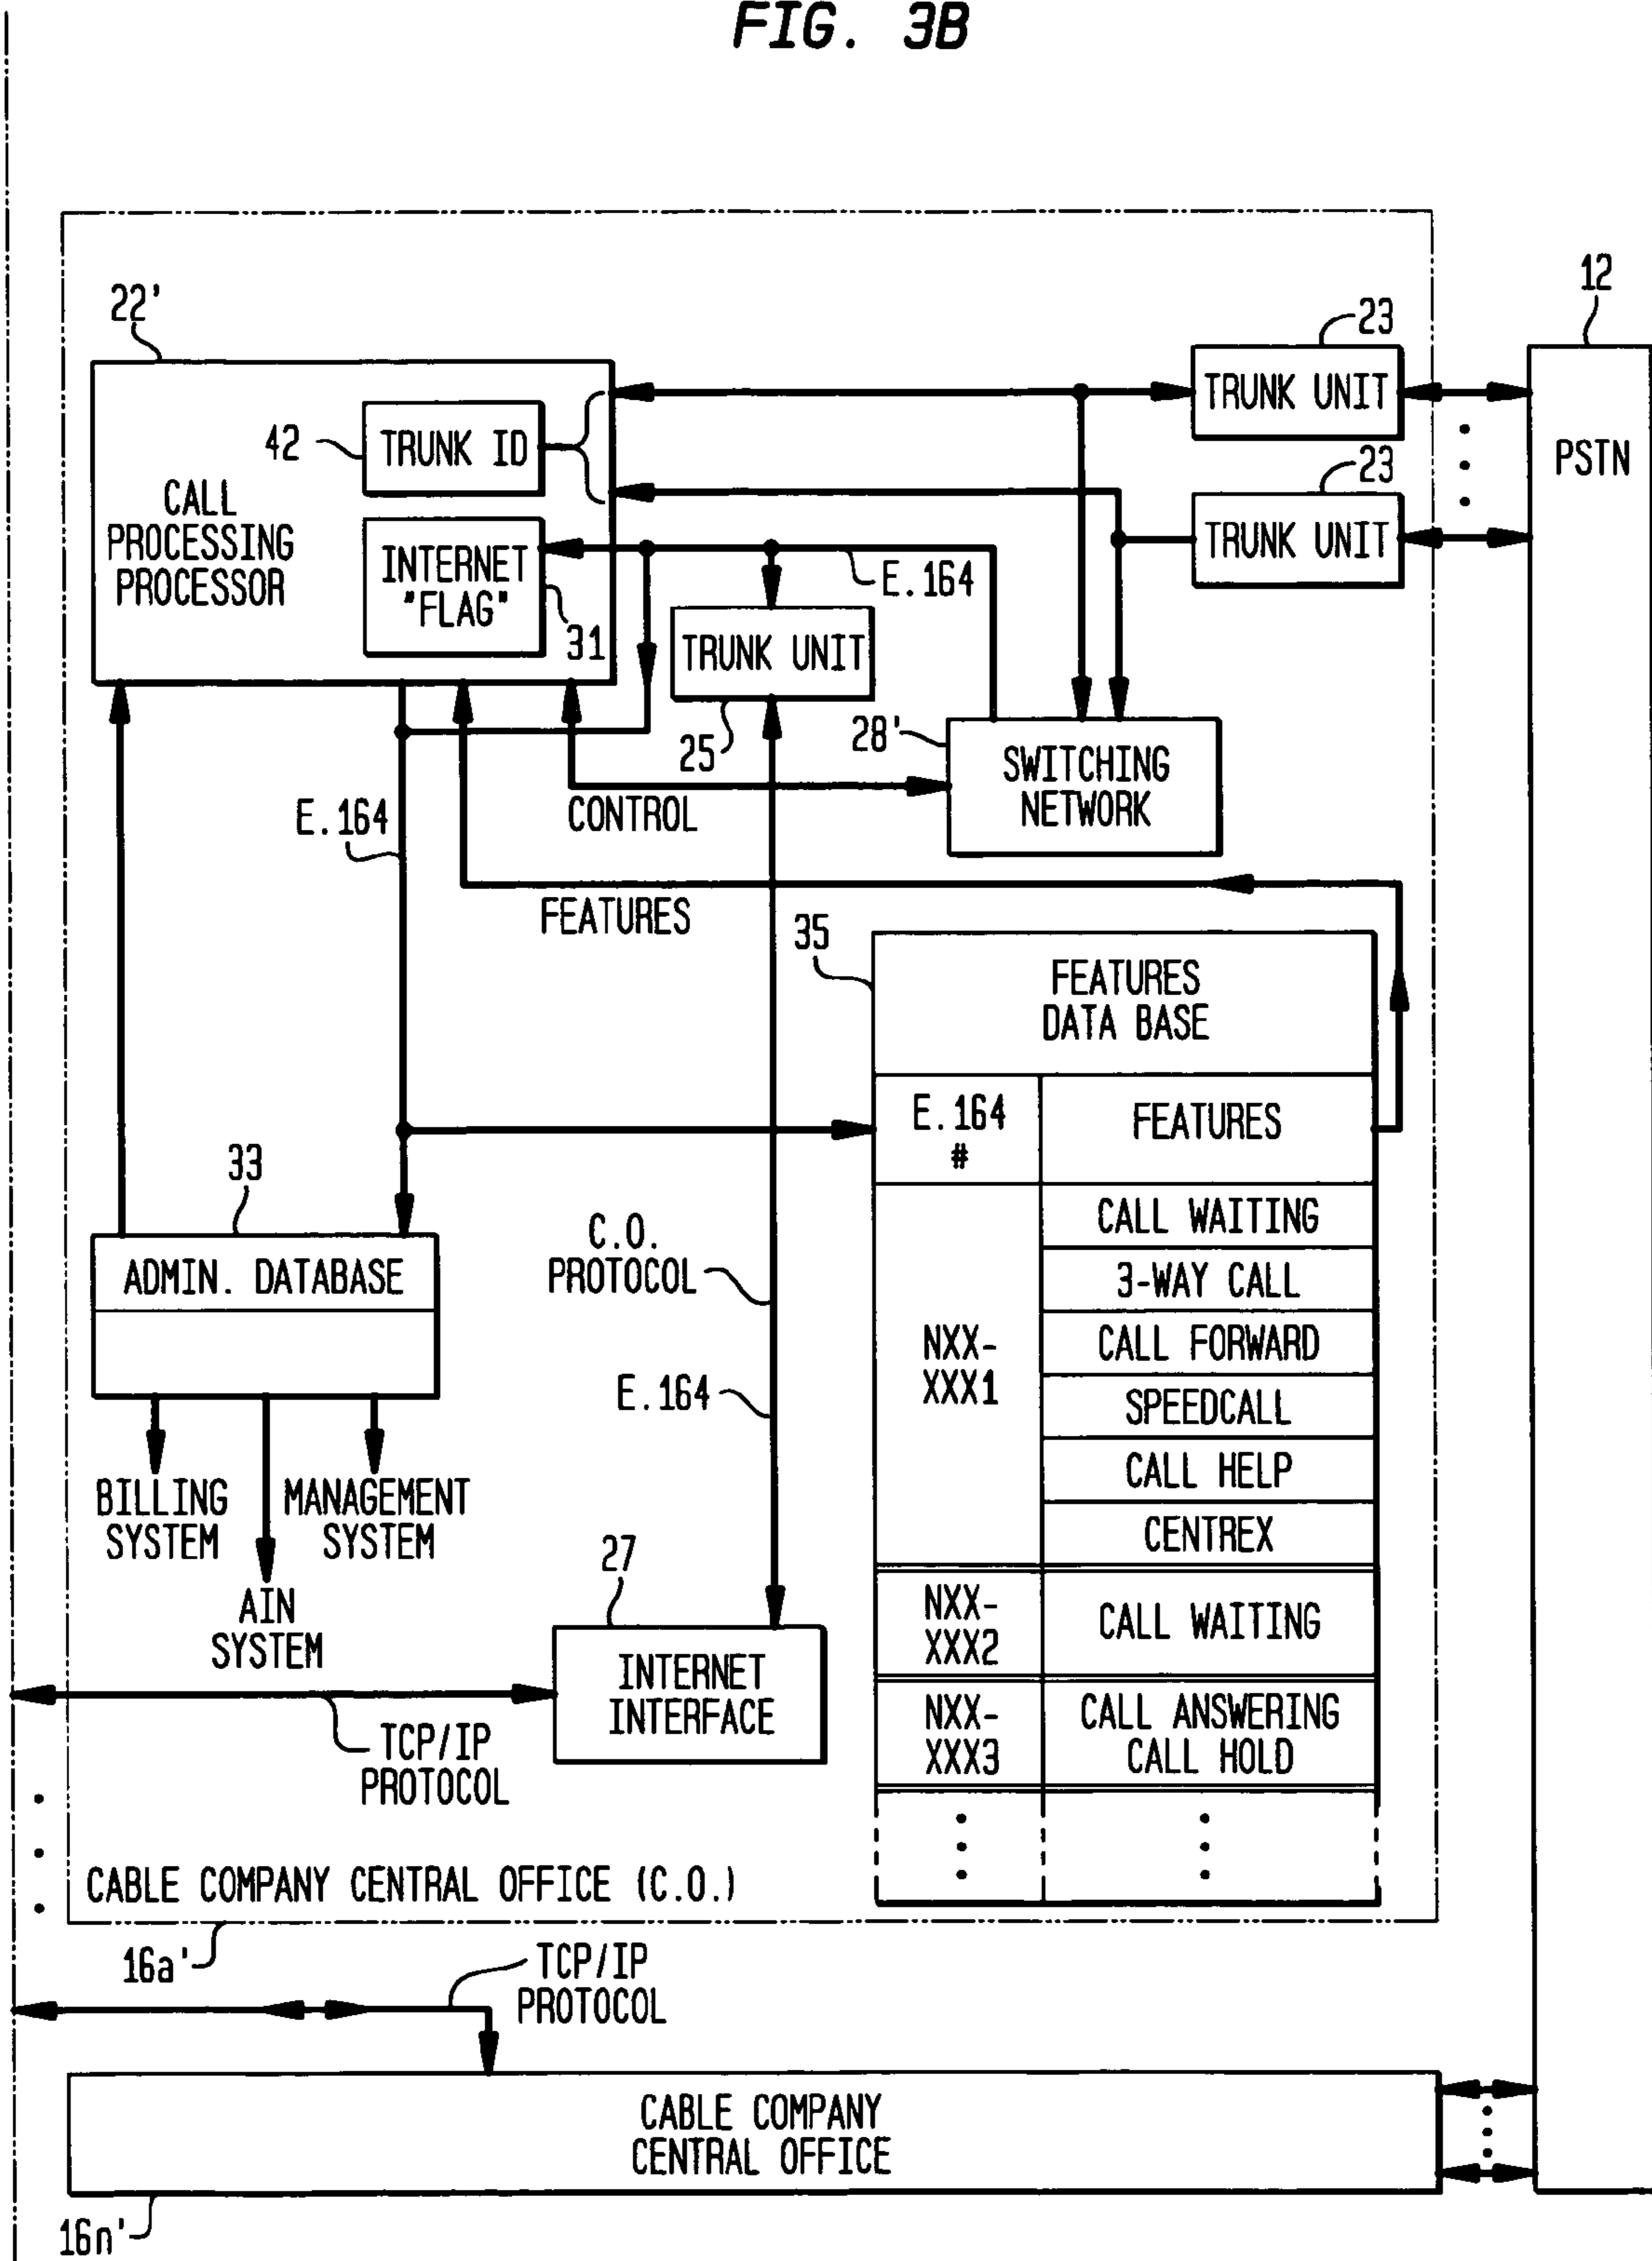 FIG. 3B
22'
12
23
TRUNK UNIT
42
TRUNK ID
PSTN
23
CALL
PROCESSING
PROCESSOR
TRUNK UNIT
INTERNET
"FLAG"
E.164
31
TRUNK UNIT
25
28'
SWITCHING
NETWORK
E.164
CONTROL
FEATURES
35
FEATURES
DATA BASE
E.164
#
FEATURES
33
CALL WAITING
C.O.
PROTOCOL
ADMIN. DATABASE
3-WAY CALL
NXX-
XXX1
CALL FORWARD
E.164
SPEEDCALL
CALL HELP
CENTREX
BILLING
SYSTEM
MANAGEMENT
SYSTEM
AIN
SYSTEM
27
NXX-
XXX2
CALL WAITING
INTERNET
INTERFACE
NXX-
XXX3
CALL ANSWERING
CALL HOLD
TCP/IP
PROTOCOL
CABLE COMPANY CENTRAL OFFICE (C.O.)
16a'
TCP/IP
PROTOCOL
CABLE COMPANY
CENTRAL OFFICE
16n'